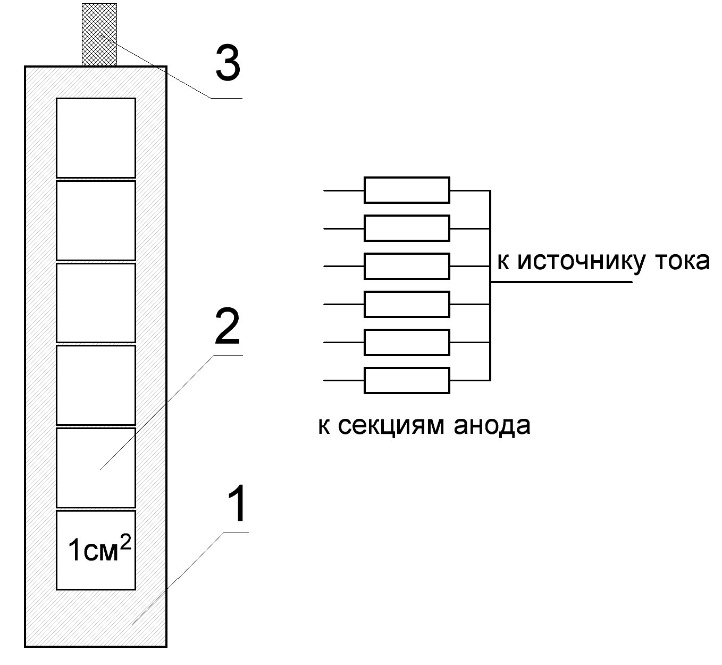 3
к источнику тока
2
к секциям анода
1
1см²